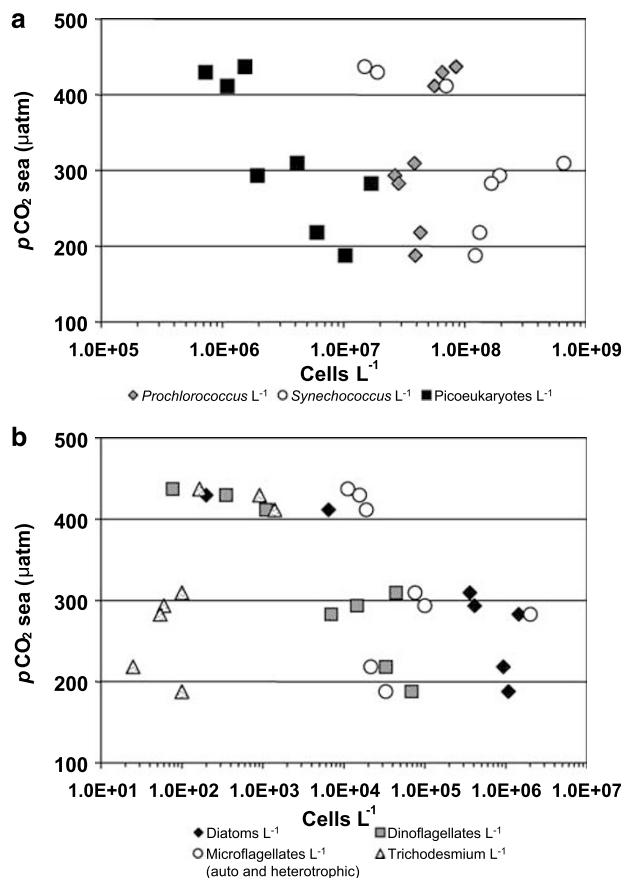 a
500
400
300
200
100
pCO₂ sea (µatm)
1.0E+05 1.0E+06 1.0E+07 1.0E+08 1.0E+09
Cells L⁻¹
Prochlorococcus L⁻¹ Synechococcus L⁻¹ Picoeukaryotes L⁻¹
b
500
400
300
200
100
pCO₂ sea (µatm)
1.0E+01 1.0E+02 1.0E+03 1.0E+04 1.0E+05 1.0E+06 1.0E+07
Cells L⁻¹
Diatoms L⁻¹ Dinoflagellates L⁻¹
Microflagellates L⁻¹ Trichodesmium L⁻¹
(auto and heterotrophic)